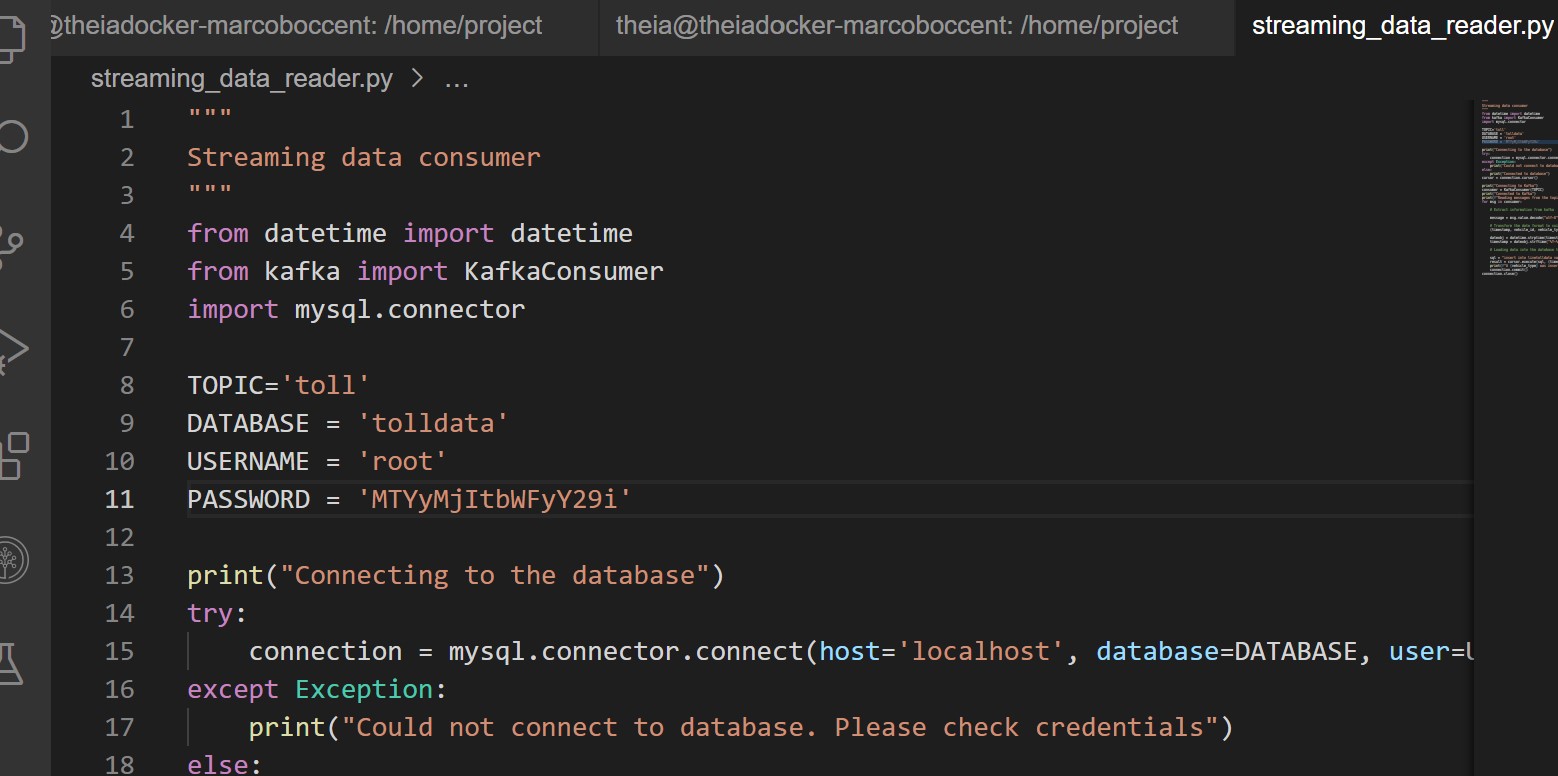 @theiadocker-marcoboccent: /home/project
theia@theiadocker-marcoboccent: /home/project
streaming_data_reader.py
streaming_data_reader.py > ...
1 """
2 Streaming data consumer
3 """
4 from datetime import datetime
5 from kafka import KafkaConsumer
6 import mysql.connector
7
8 TOPIC='toll'
9 DATABASE = 'tolldata'
10 USERNAME = 'root'
11 PASSWORD = 'MTYyMjItbWFyY29i'
12
13 print("Connecting to the database")
14 try:
15     connection = mysql.connector.connect(host='localhost', database=DATABASE, user=
16 except Exception:
17     print("Could not connect to database. Please check credentials")
18 else: